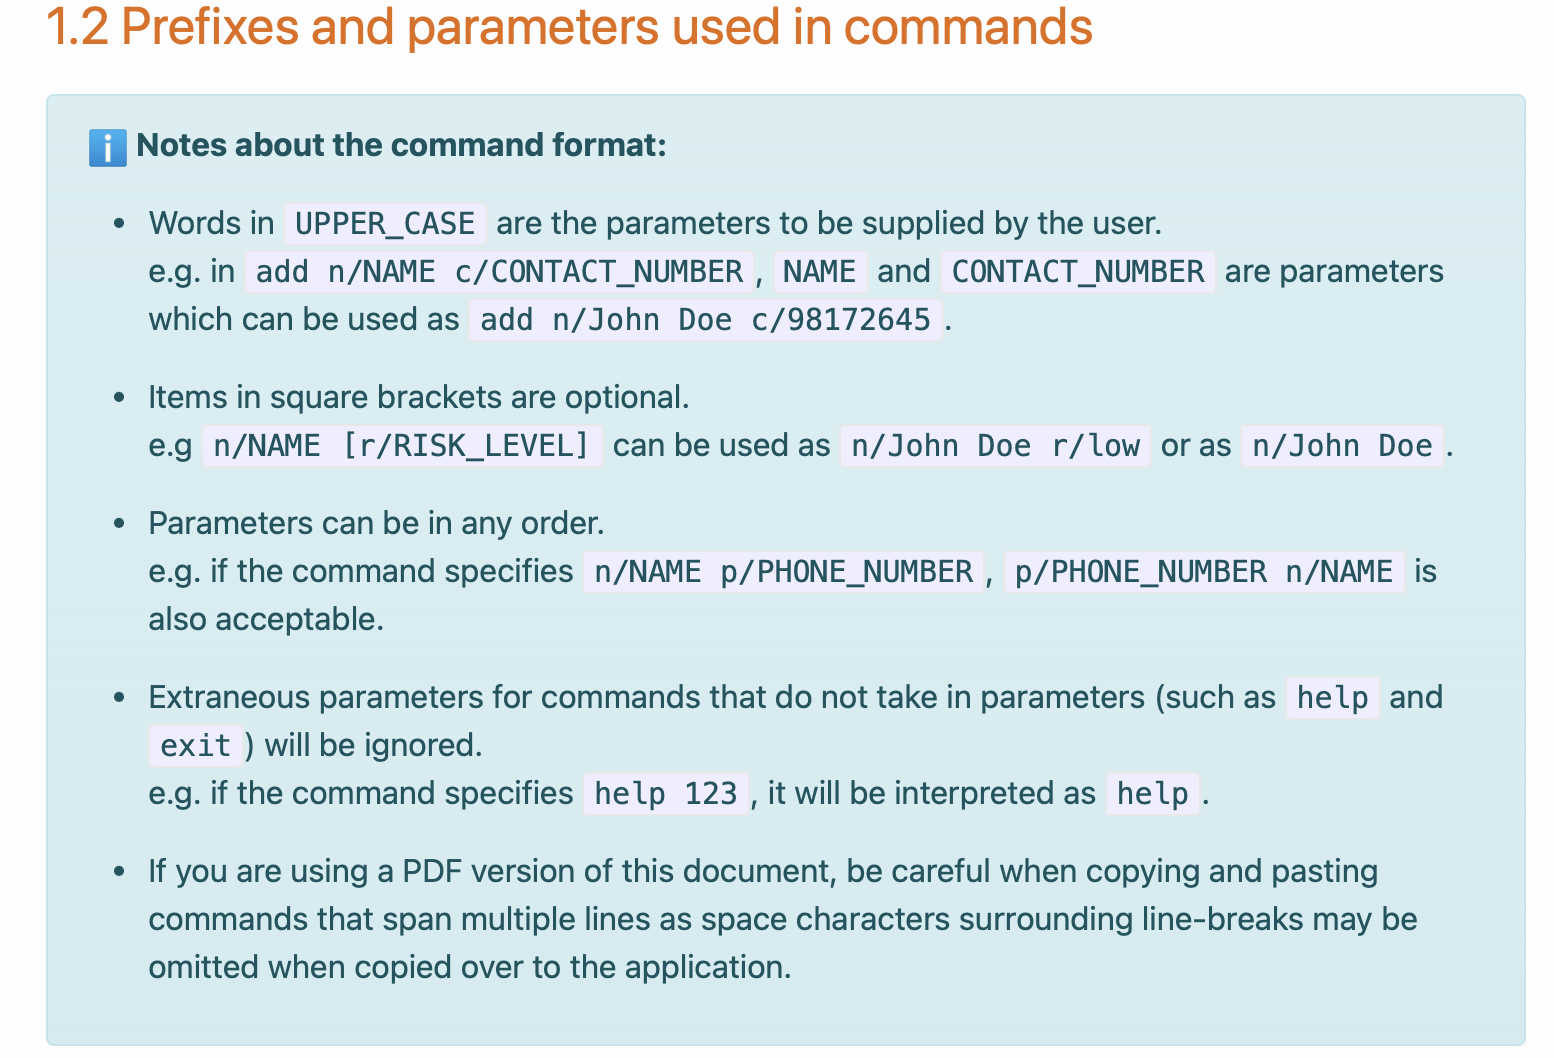 1.2 Prefixes and parameters used in commands
ℹ Notes about the command format:
• Words in UPPER_CASE are the parameters to be supplied by the user.
e.g. in add n/NAME c/CONTACT_NUMBER , NAME and CONTACT_NUMBER are parameters
which can be used as add n/John Doe c/98172645 .
• Items in square brackets are optional.
e.g n/NAME [r/RISK_LEVEL] can be used as n/John Doe r/low or as n/John Doe .
• Parameters can be in any order.
e.g. if the command specifies n/NAME p/PHONE_NUMBER , p/PHONE_NUMBER n/NAME is
also acceptable.
• Extraneous parameters for commands that do not take in parameters (such as help and
exit ) will be ignored.
e.g. if the command specifies help 123 , it will be interpreted as help .
• If you are using a PDF version of this document, be careful when copying and pasting
commands that span multiple lines as space characters surrounding line-breaks may be
omitted when copied over to the application.